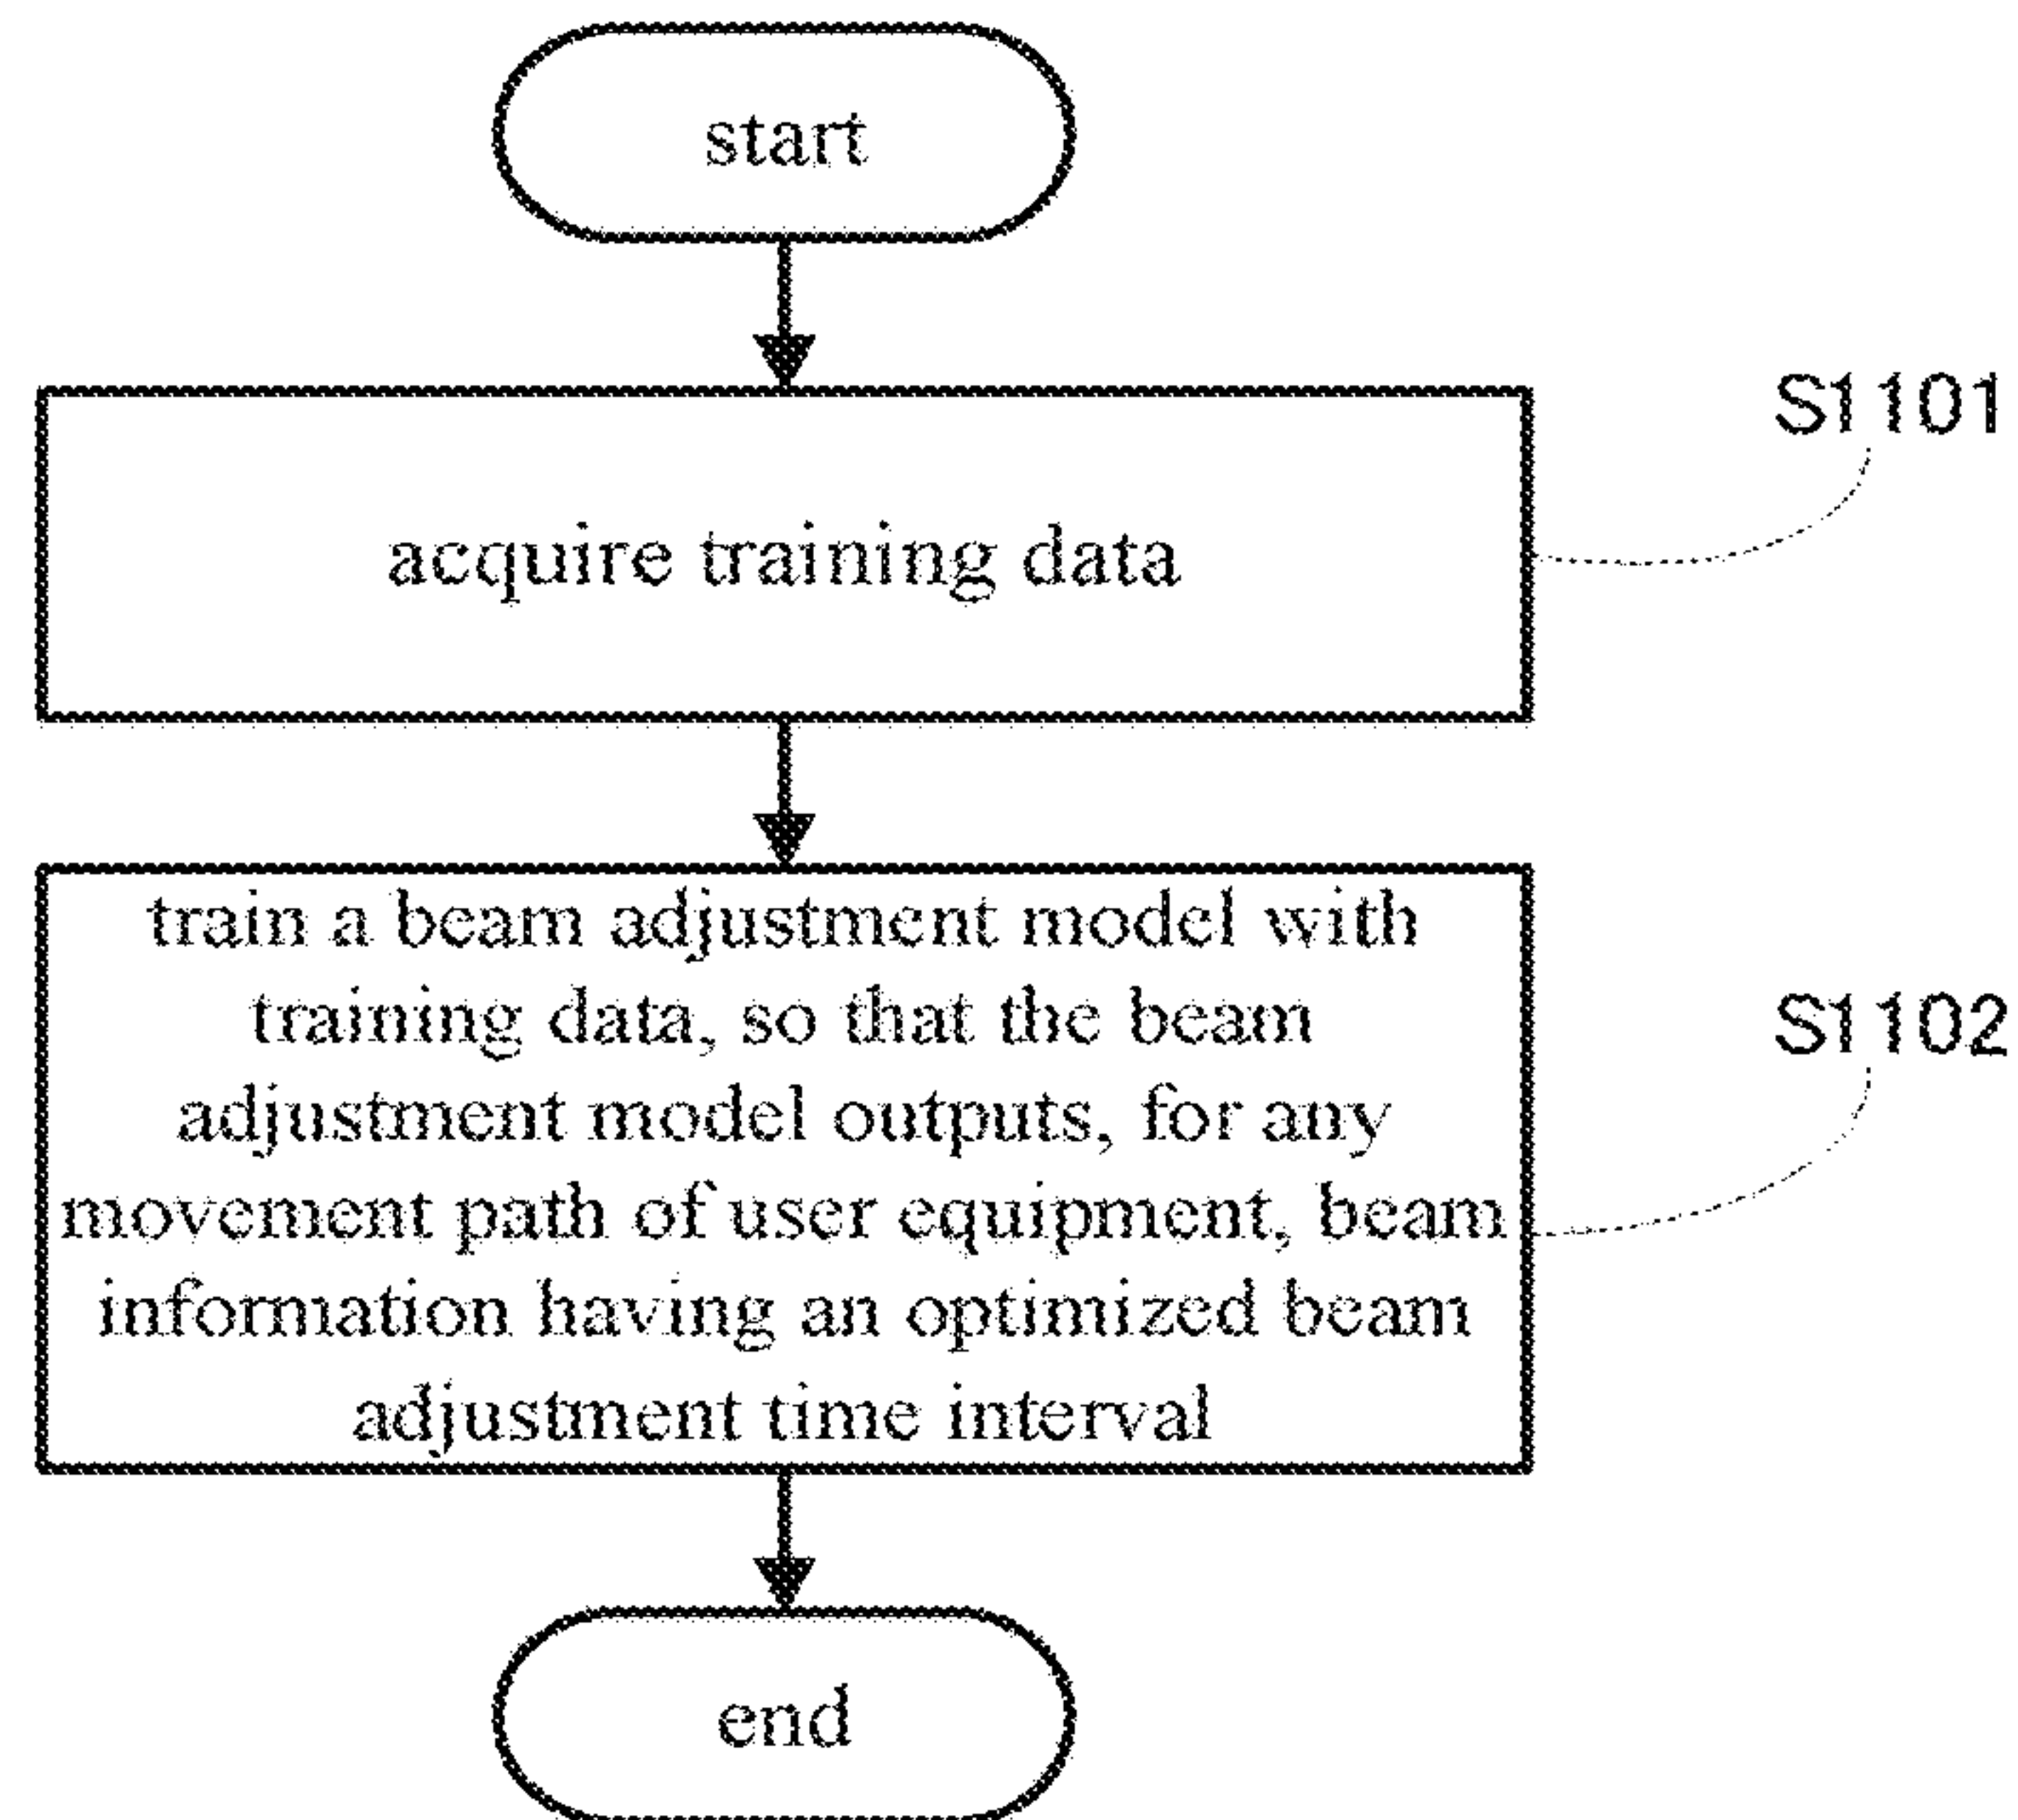 start
S1101
acquire training data
train a beam adjustment model with
training data, so that the beam
adjustment model outputs, for any
S1102
movement path of user equipment, beam
information having an optimized beam
adjustment time interval
end